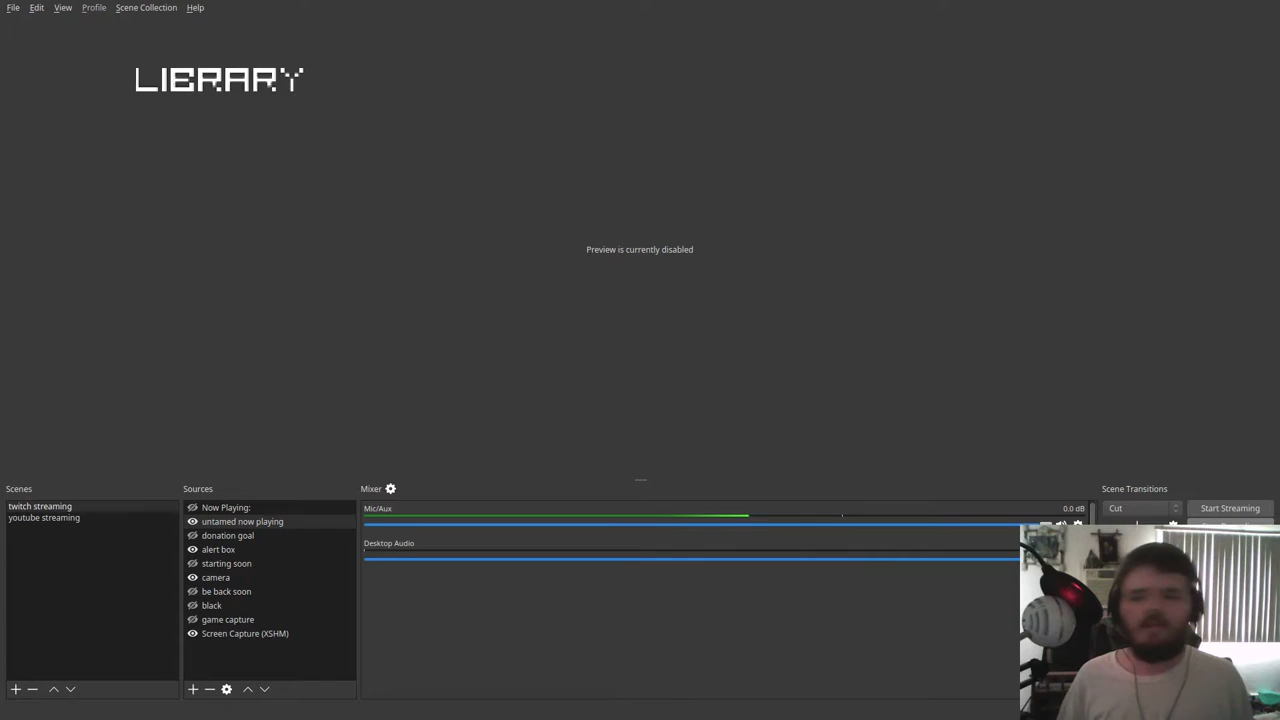 File Edit View Profile Scene Collection Help
LIBRARY
Preview is currently disabled
Scenes
twitch streaming
youtube streaming
Sources
Now Playing:
untamed now playing
donation goal
alert box
starting soon
camera
be back soon
black
game capture
Screen Capture (XSHM)
Mixer
Mic/Aux 0.0 dB
Desktop Audio
Scene Transitions
Cut
Start Streaming